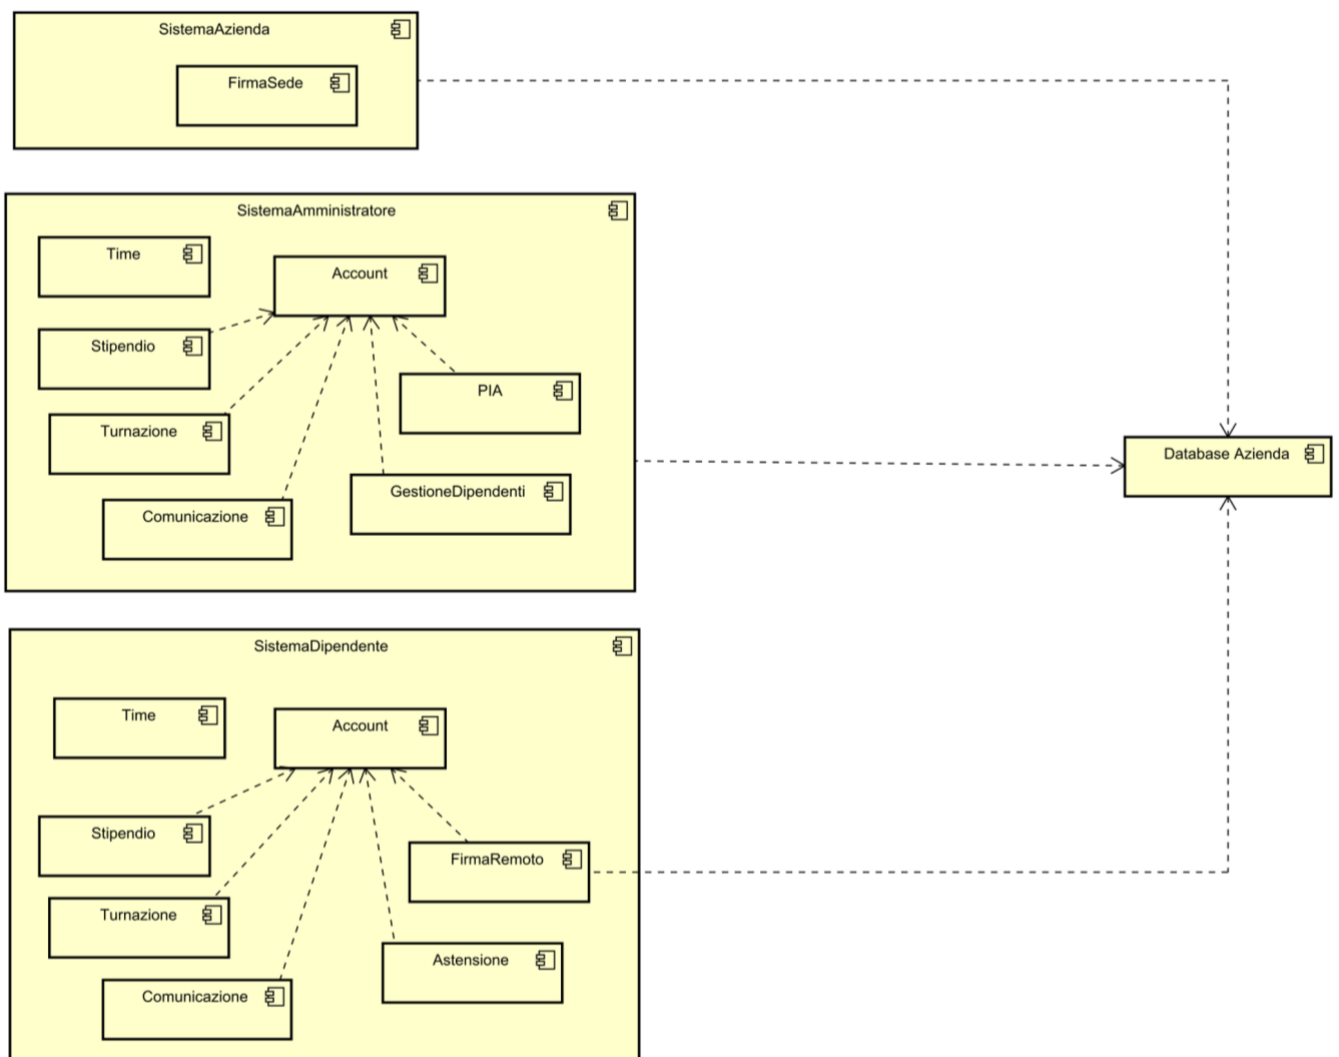 SistemaAzienda
FirmaSede
SistemaAmministratore
Time
Account
Stipendio
PIA
Turnazione
Database Azienda
GestioneDipendenti
Comunicazione
SistemaDipendente
Time
Account
Stipendio
FirmaRemoto
Turnazione
Astensione
Comunicazione